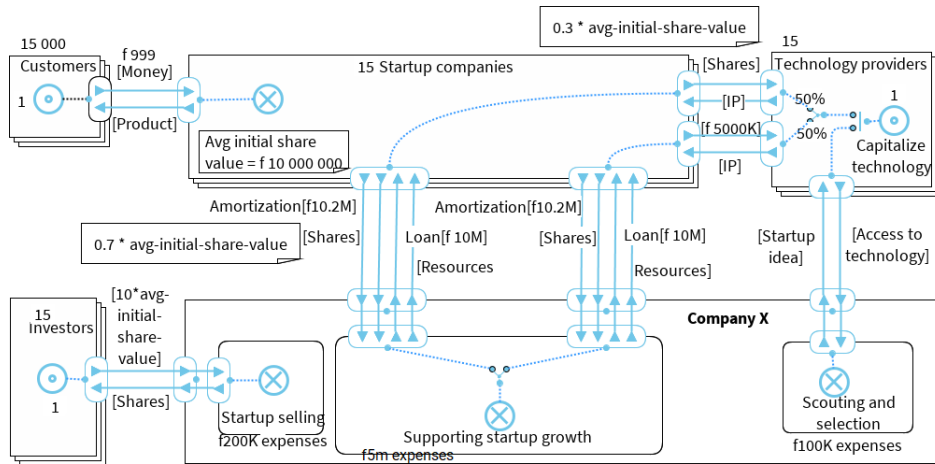 0.3 * avg-initial-share-value
15 000
Customers
1
f 999
[Money]
[Product]
15 Startup companies
Avg initial share
value = f 10 000 000
[Shares]
[IP]
[f 5000K]
[IP]
15
Technology providers
50%
50%
1
Capitalize
technology
Amortization[f10.2M]
[Shares]
Loan[f 10M]
[Resources
Amortization[f10.2M]
[Shares]
Loan[f 10M]
Resources]
0.7 * avg-initial-share-value
[Startup
idea]
[Access to
technology]
15
Investors
1
[10*avg-
initial-
share-
value]
[Shares]
Company X
Startup selling
f200K expenses
Supporting startup growth
f5m expenses
Scouting and
selection
f100K expenses